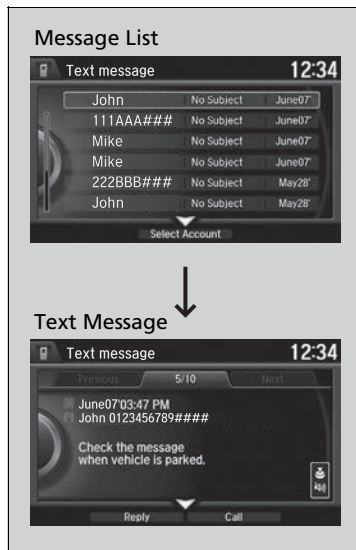 Message List
Text message 12:34
John No Subject June07'
111AAA### No Subject June07'
Mike No Subject June07'
Mike No Subject June07'
222BBB### No Subject May28'
John No Subject May28'
Select Account
Text Message
Text message 12:34
Previous 5/10 Next
June07'03:47 PM
John 0123456789####
Check the message
when vehicle is parked.
Reply Call